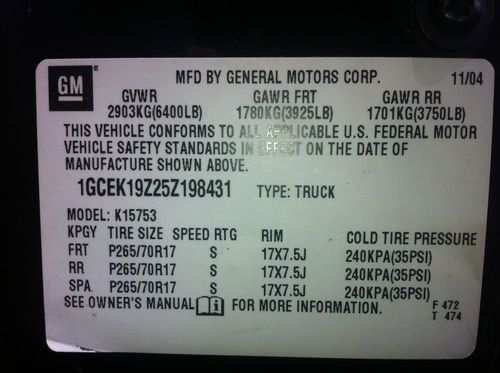 GM MFD BY GENERAL MOTORS CORP. 11/04
GVWR GAWR FRT GAWR RR
2903KG(6400LB) 1780KG(3925LB) 1701KG(3750LB)
THIS VEHICLE CONFORMS TO ALL APPLICABLE U.S. FEDERAL MOTOR
VEHICLE SAFETY STANDARDS IN EFFECT ON THE DATE OF
MANUFACTURE SHOWN ABOVE.
1GCEK19Z25Z198431 TYPE: TRUCK
MODEL: K15753
KPGY TIRE SIZE SPEED RTG RIM COLD TIRE PRESSURE
FRT P265/70R17 S 17X7.5J 240KPA(35PSI)
RR P265/70R17 S 17X7.5J 240KPA(35PSI)
SPA P265/70R17 S 17X7.5J 240KPA(35PSI)
SEE OWNER'S MANUAL i FOR MORE INFORMATION. F 472
T 474